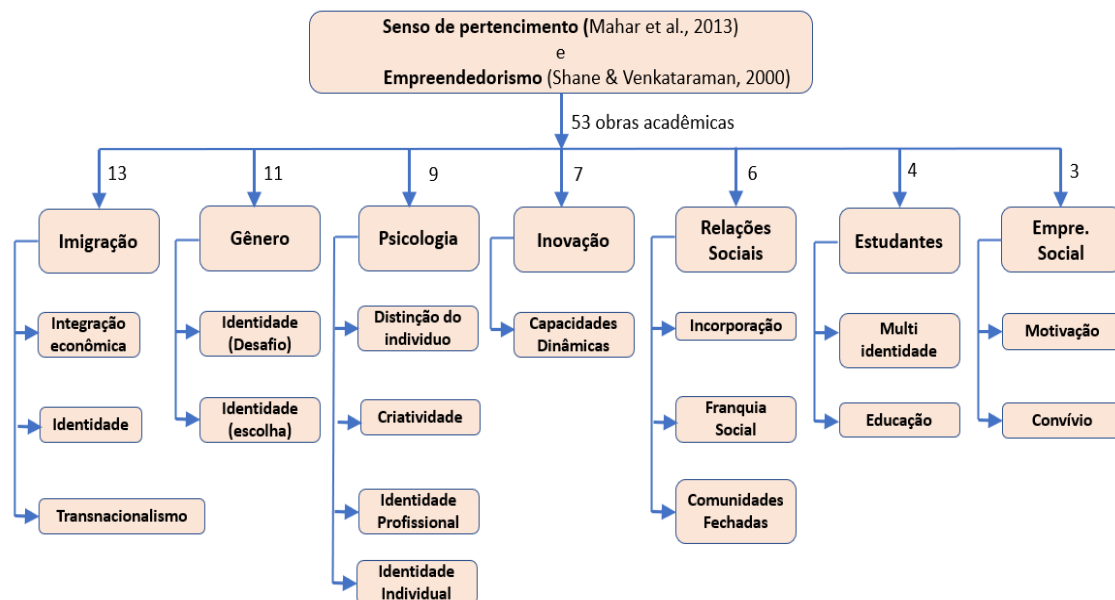 Senso de pertencimento (Mahar et al., 2013)
e
Empreendedorismo (Shane & Venkataraman, 2000)
53 obras acadêmicas
13
11
9
7
6
4
3
Imigração
Gênero
Psicologia
Inovação
Relações
Sociais
Estudantes
Empre.
Social
Integração
econômica
Identidade
Transnacionalismo
Identidade
(Desafio)
Identidade
(escolha)
Distinção do
individuo
Criatividade
Identidade
Profissional
Identidade
Individual
Capacidades
Dinâmicas
Incorporação
Franquia
Social
Comunidades
Fechadas
Multi
identidade
Educação
Motivação
Convívio